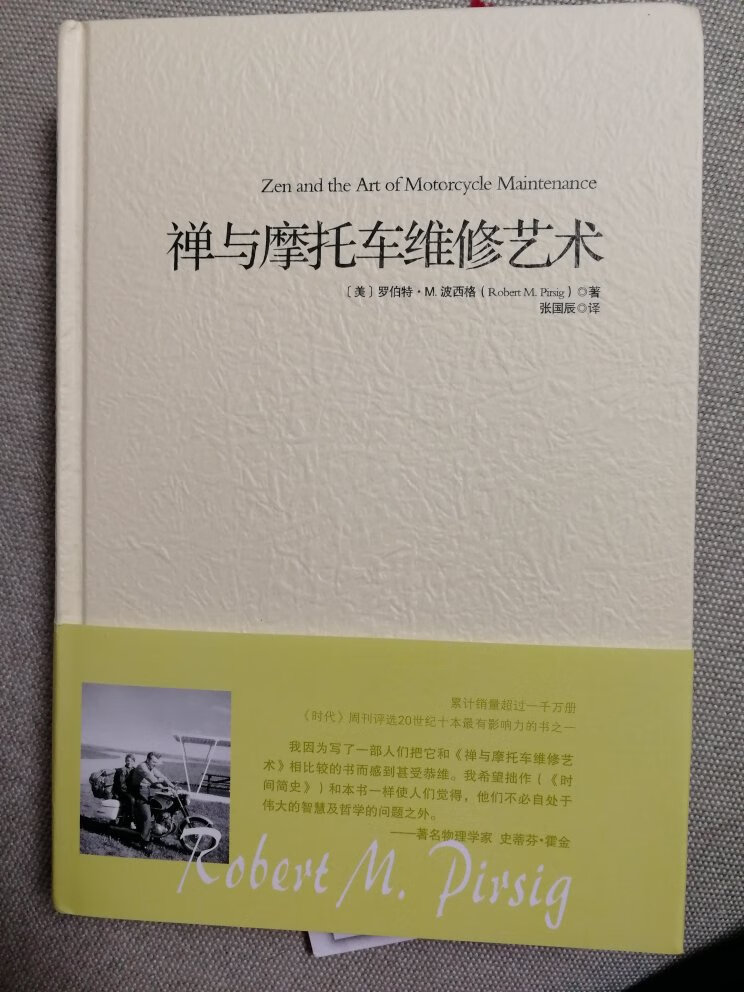 Zen and the Art of Motorcycle Maintenance
禅与摩托车维修艺术
［美］罗伯特·M. 波西格（Robert M. Pirsig）◎著
张国辰◎译
累计销量超过一千万册
《时代》周刊评选20世纪十本最有影响力的书之一
我因为写了一部人们把它和《禅与摩托车维修艺
术》相比较的书而感到甚受恭维。我希望拙作（《时
间简史》）和本书一样使人们觉得，他们不必自处于
伟大的智慧及哲学的问题之外。
——著名物理学家 史蒂芬·霍金
Robert M. Pirsig